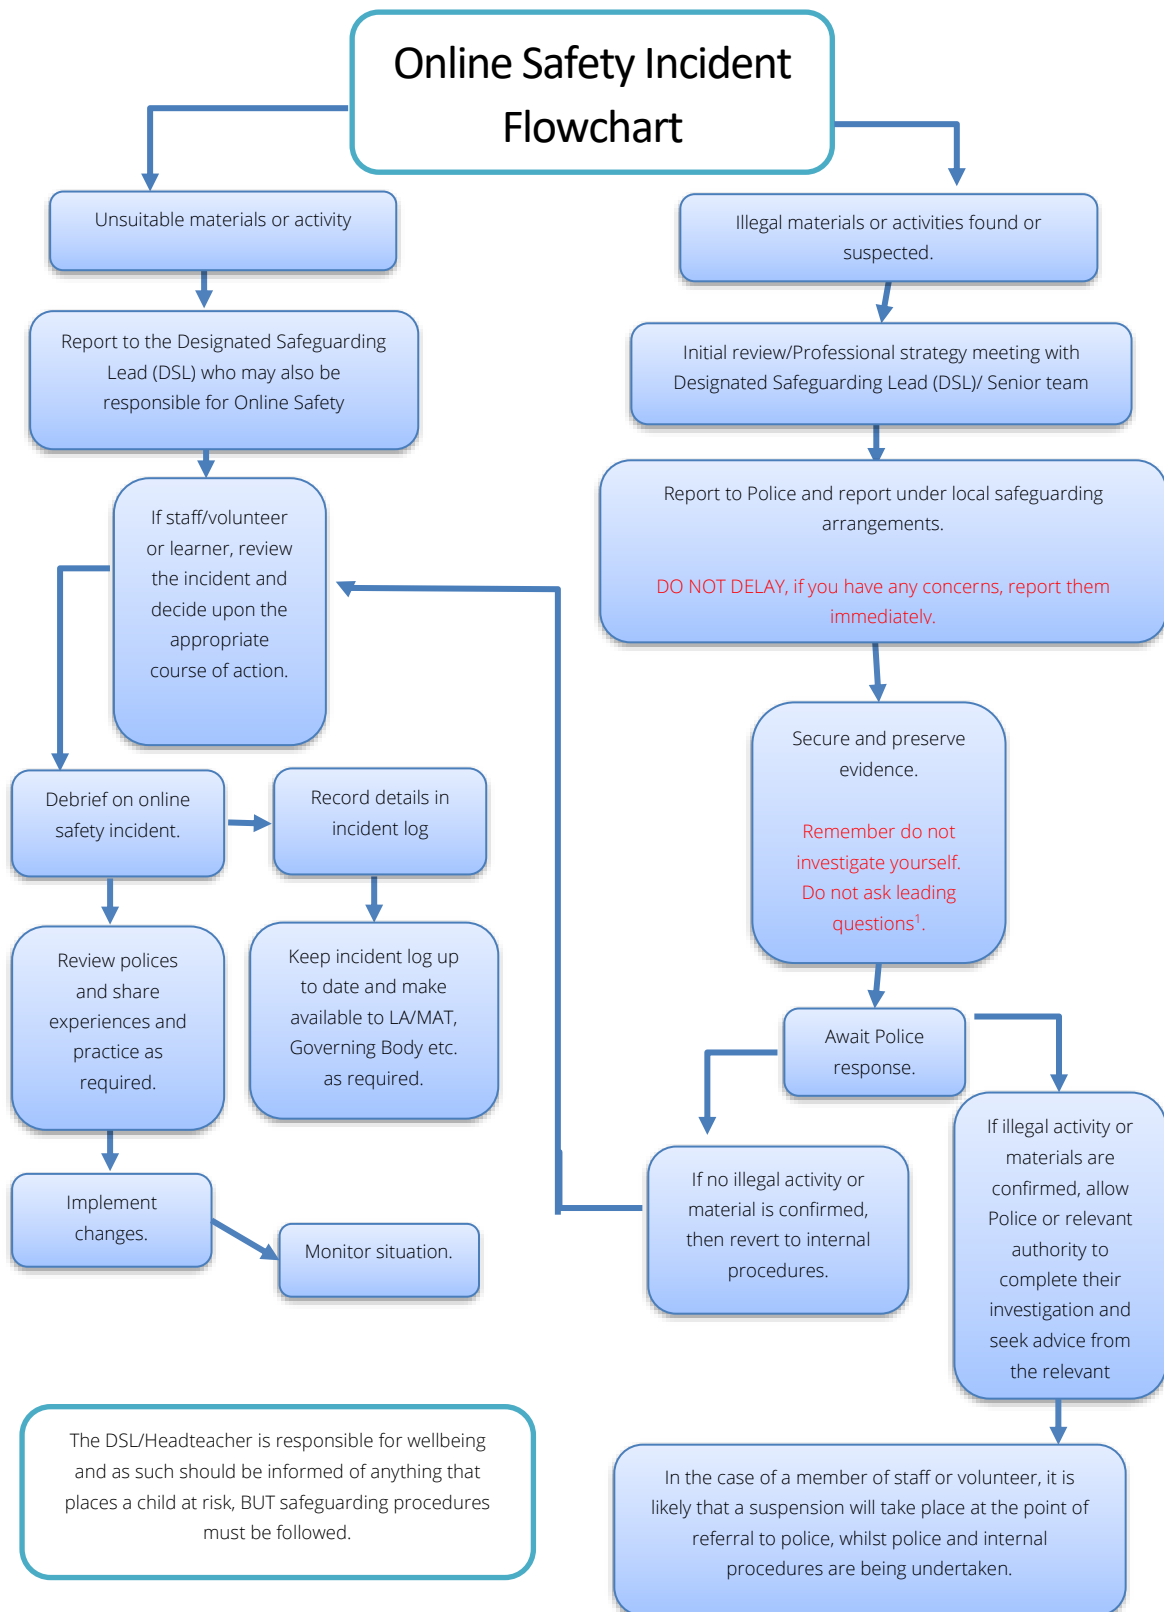 Online Safety Incident
Flowchart
Unsuitable materials or activity
Report to the Designated Safeguarding
Lead (DSL) who may also be
responsible for Online Safety
If staff/volunteer
or learner, review
the incident and
decide upon the
appropriate
course of action.
Debrief on online
safety incident.
Record details in
incident log
Review polices
and share
experiences and
practice as
required.
Keep incident log up
to date and make
available to LA/MAT,
Governing Body etc.
as required.
Implement
changes.
Monitor situation.
Illegal materials or activities found or
suspected.
Initial review/Professional strategy meeting with
Designated Safeguarding Lead (DSL)/ Senior team
Report to Police and report under local safeguarding
arrangements.
DO NOT DELAY, if you have any concerns, report them
immediately.
Secure and preserve
evidence.
Remember do not
investigate yourself.
Do not ask leading
questions¹.
Await Police
response.
If no illegal activity or
material is confirmed,
then revert to internal
procedures.
If illegal activity or
materials are
confirmed, allow
Police or relevant
authority to
complete their
investigation and
seek advice from
the relevant
In the case of a member of staff or volunteer, it is
likely that a suspension will take place at the point of
referral to police, whilst police and internal
procedures are being undertaken.
The DSL/Headteacher is responsible for wellbeing
and as such should be informed of anything that
places a child at risk, BUT safeguarding procedures
must be followed.